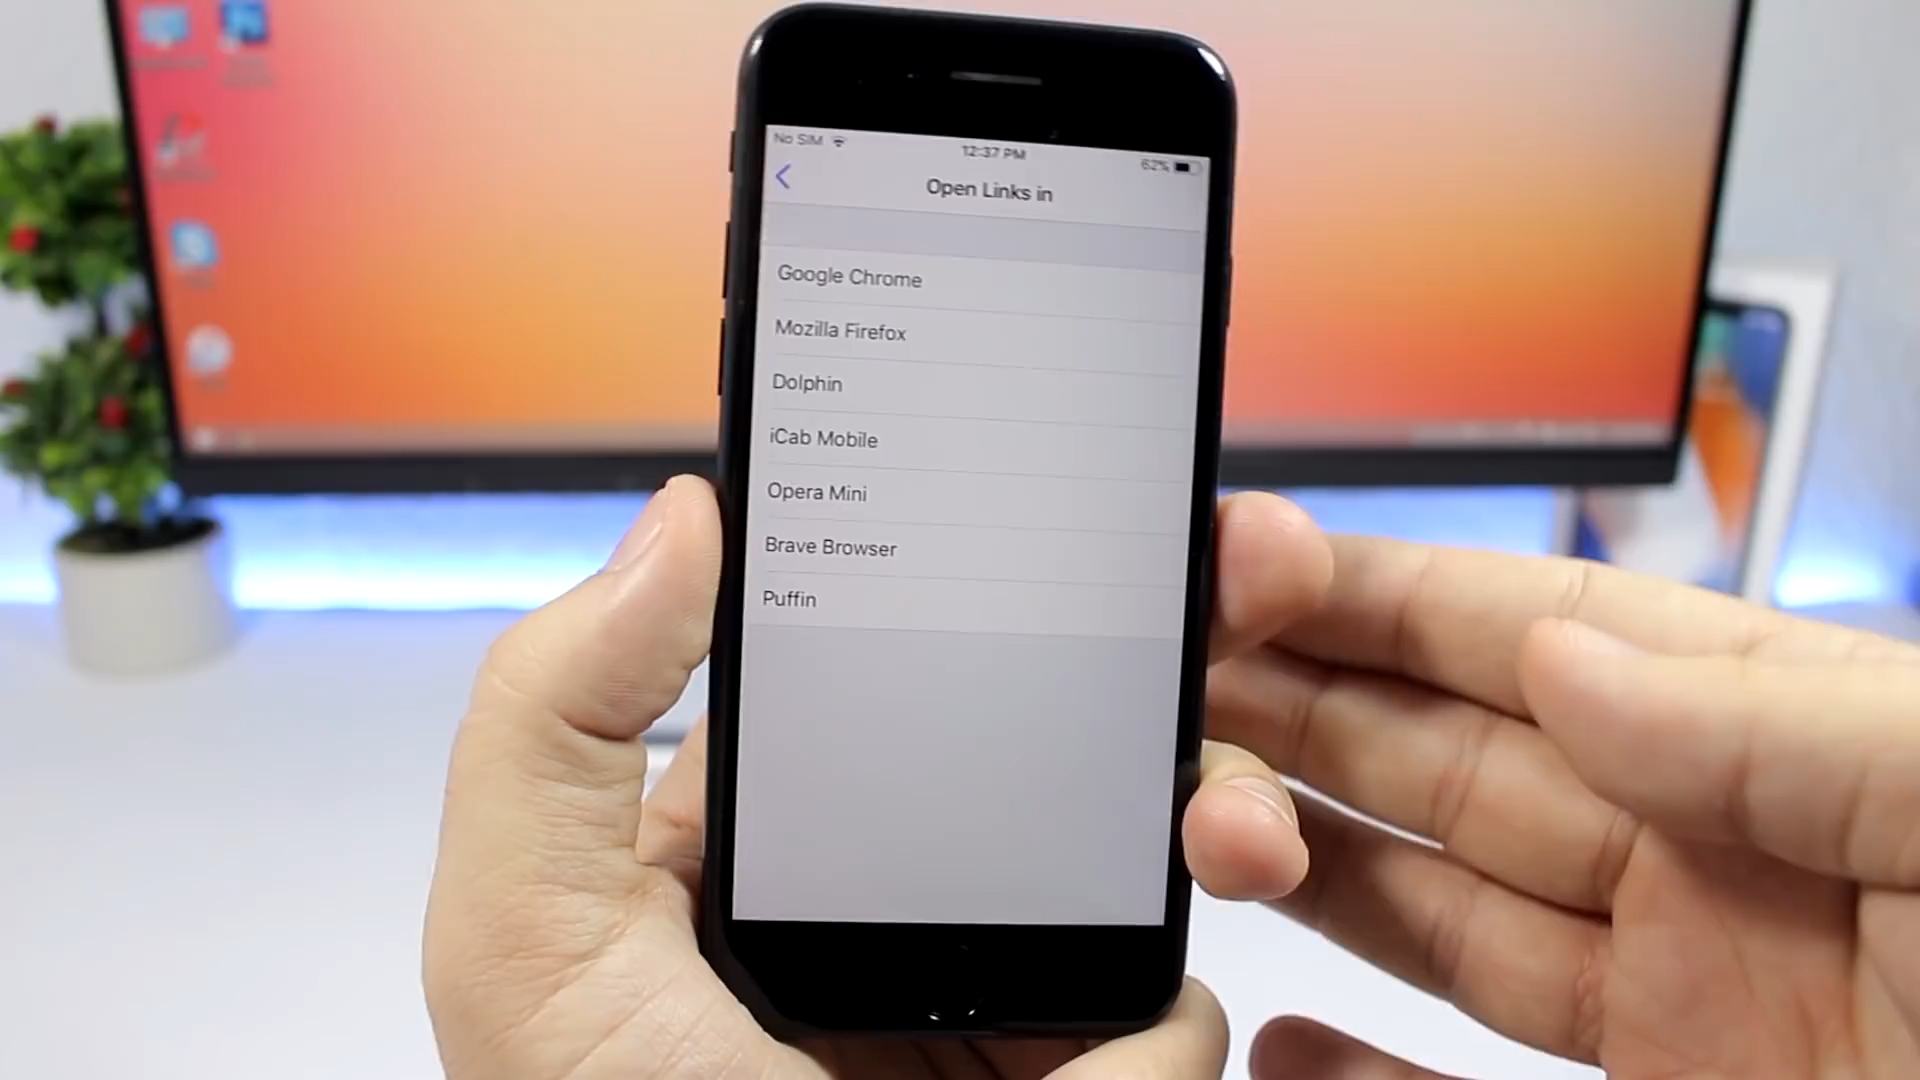 No SIM
12:37 PM
62%
Open Links in
Google Chrome
Mozilla Firefox
Dolphin
iCab Mobile
Opera Mini
Brave Browser
Puffin